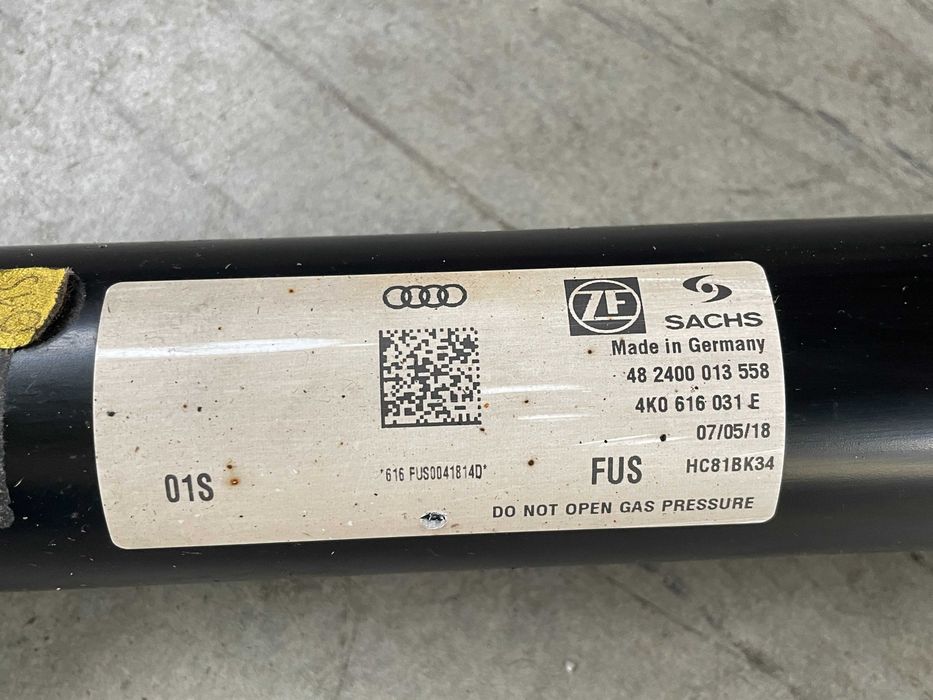 ZF
SACHS
Made in Germany
48 2400 013 558
4K0 616 031 E
07/05/18
*616 FUS0041814D*
FUS
HC81BK34
01S
DO NOT OPEN GAS PRESSURE